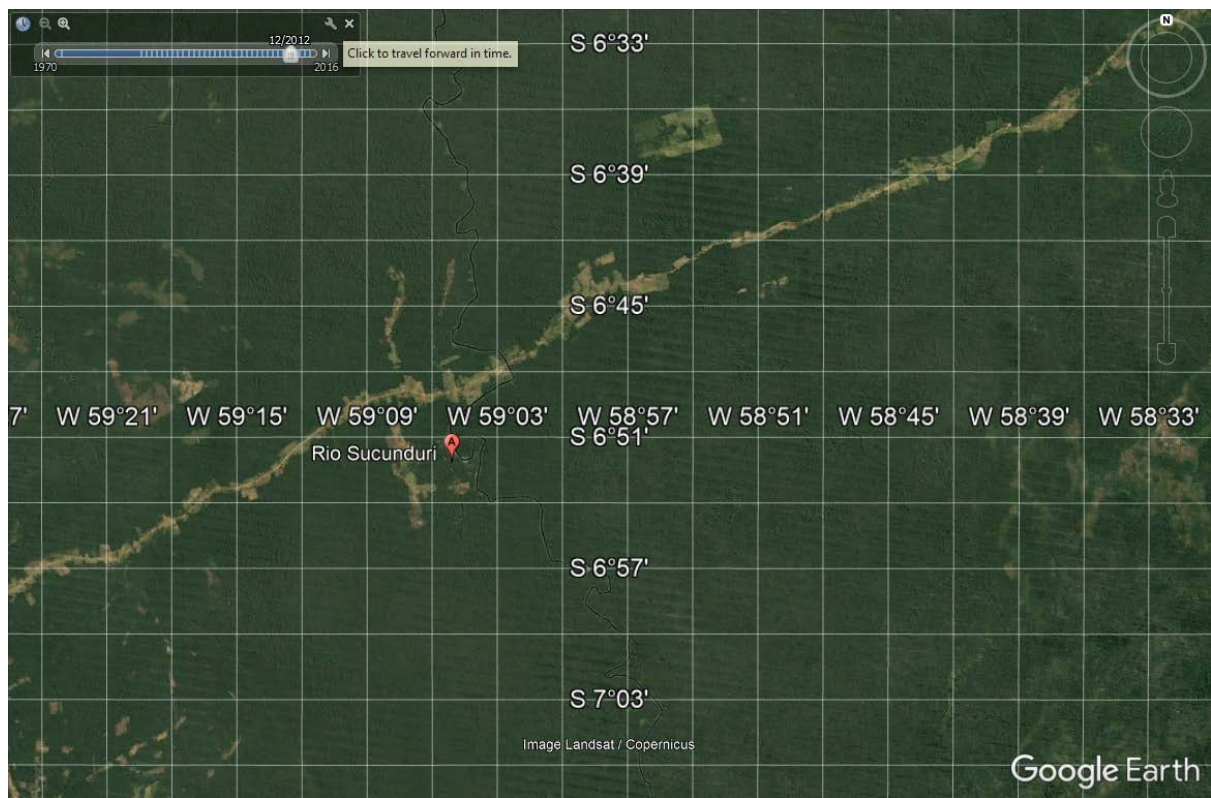 12/2012
Click to travel forward in time.
1970
2016
N
S 6°33'
S 6°39'
S 6°45'
7' W 59°21' W 59°15' W 59°09' W 59°03' W 58°57' W 58°51' W 58°45' W 58°39' W 58°33'
S 6°51'
A
Rio Sucunduri
S 6°57'
S 7°03'
Image Landsat / Copernicus
Google Earth